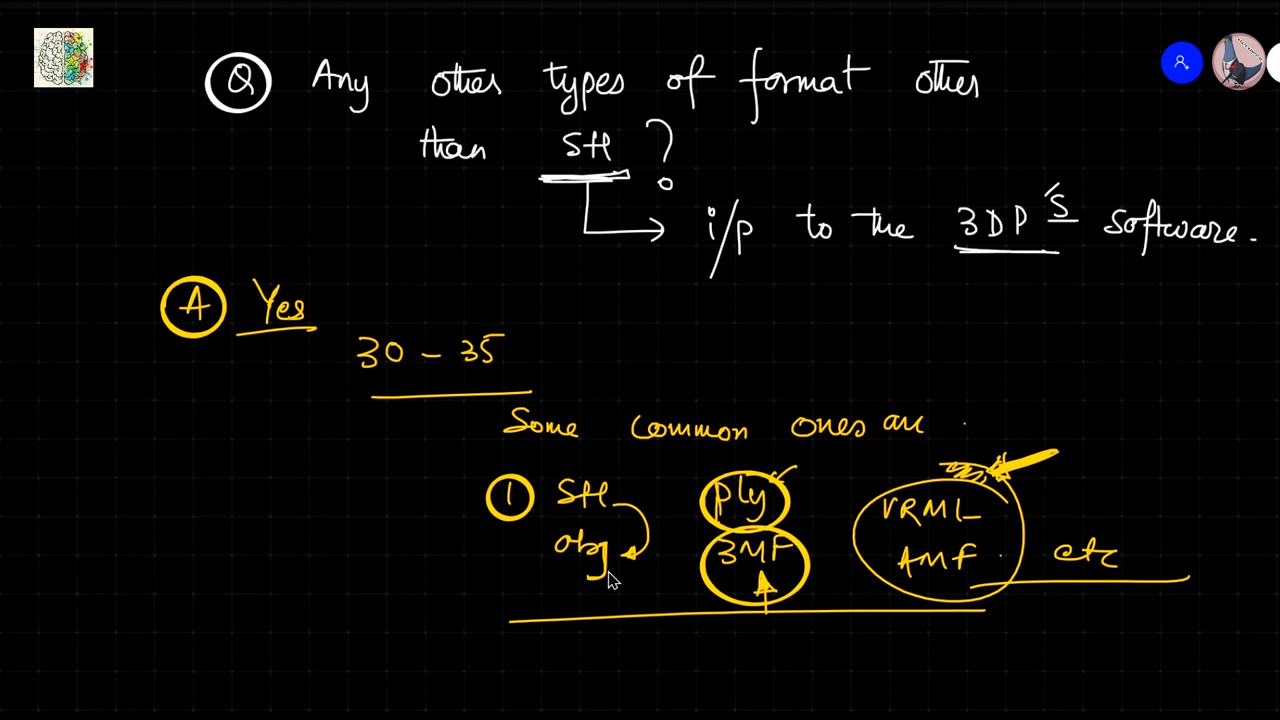 Q Any other types of format other
than Stl ?
i/p to the 3DP's software.
A Yes
30 - 35
Some common ones are .
1 Stl ply VRML
obj 3MF AMF . etc